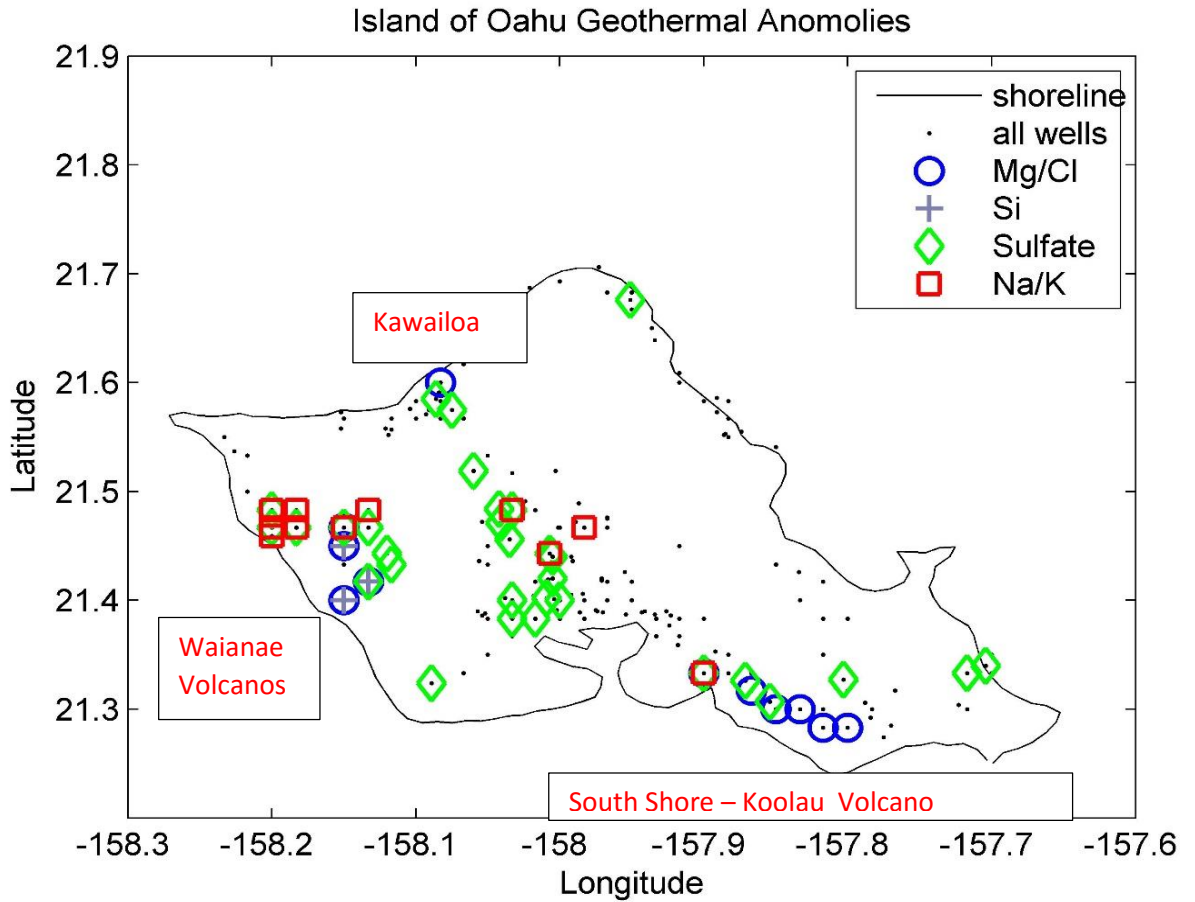 Island of Oahu Geothermal Anomolies
21.9
21.8
21.7
21.6
21.5
21.4
21.3
Latitude
shoreline
all wells
Mg/Cl
Si
Sulfate
Na/K
Kawailoa
Waianae
Volcanos
South Shore – Koolau Volcano
-158.3 -158.2 -158.1 -158 -157.9 -157.8 -157.7 -157.6
Longitude